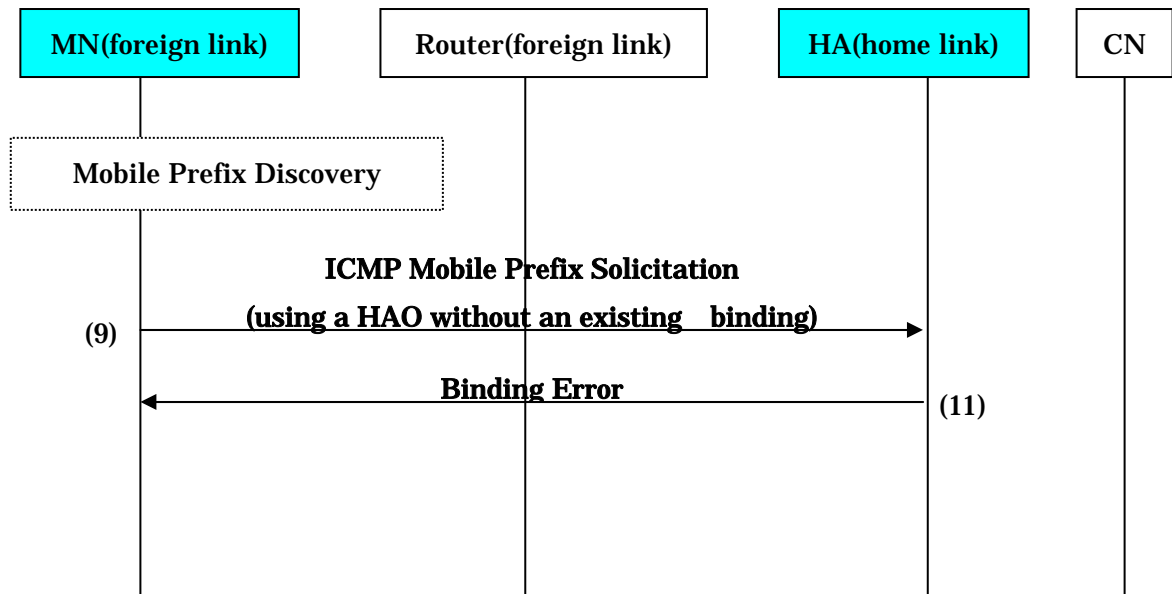 MN(foreign link)
Router(foreign link)
HA(home link)
CN
Mobile Prefix Discovery
ICMP Mobile Prefix Solicitation
(using a HAO without an existing binding)
(9)
Binding Error
(11)